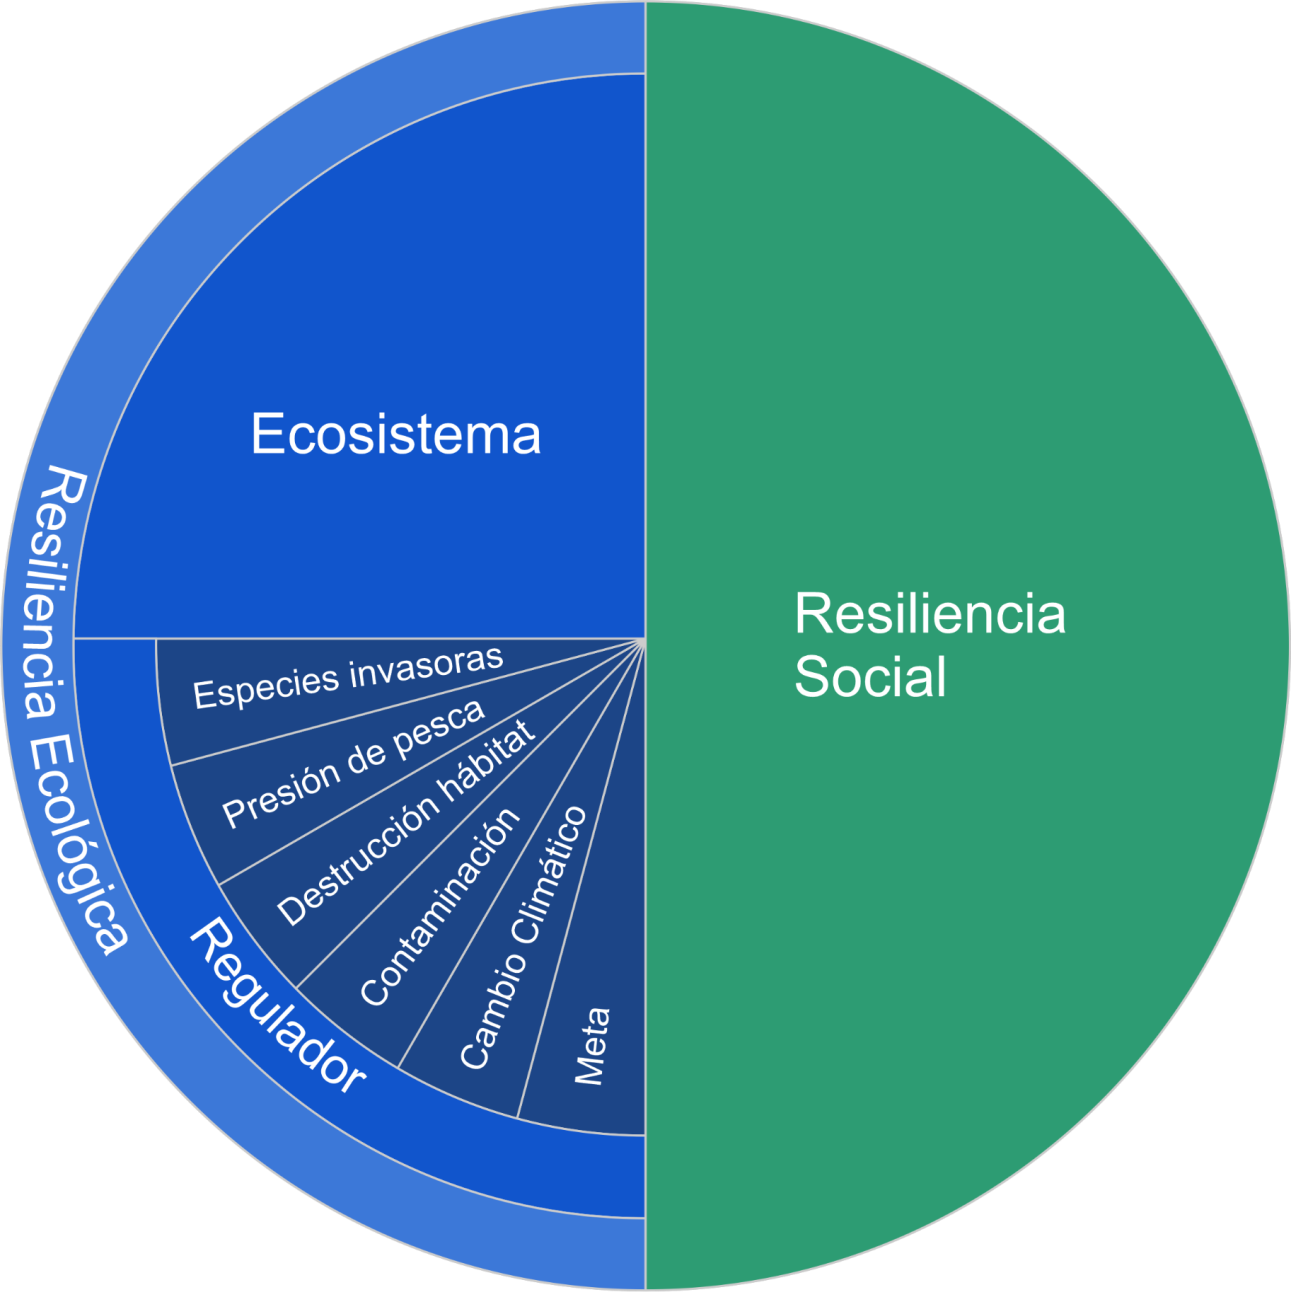 Ecosistema
Resiliencia Ecológica
Resiliencia
Social
Especies invasoras
Presión de pesca
Destrucción hábitat
Contaminación
Cambio Climático
Meta
Regulador